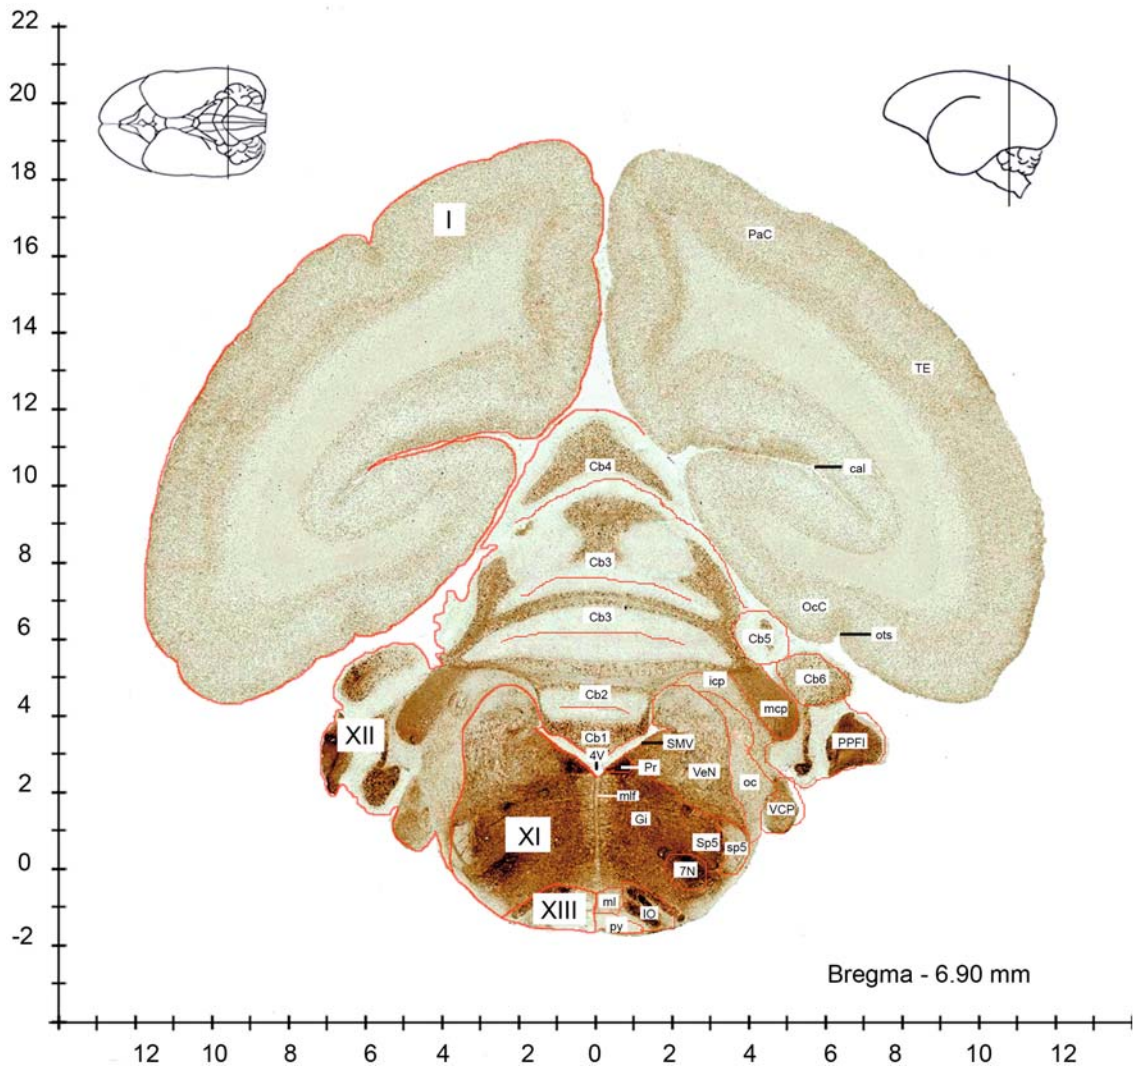 22
20
18
16
14
12
10
8
6
4
2
0
-2
I
PaC
TE
Cb4
cal
Cb3
OcC
Cb3
Cb5
ots
icp
Cb6
Cb2
mcp
XII
Cb1
SMV
PPFl
4V
Pr
VeN
mlf
oc
VCP
Gi
XI
Sp5
sp5
7N
XIII
ml
IO
py
Bregma - 6.90 mm
12 10 8 6 4 2 0 2 4 6 8 10 12